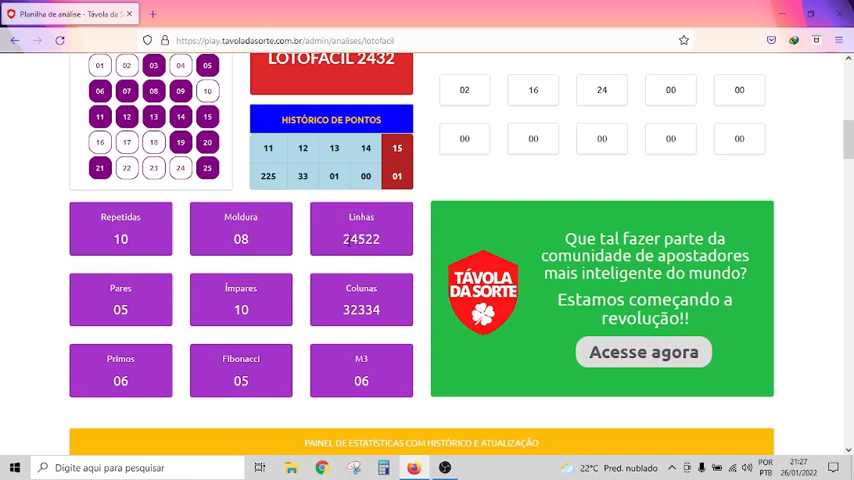 Planilha de análise - Távola da S
https://play.tavoladasorte.com.br/admin/analises/lotofacil
01 02 03 04 05
06 07 08 09 10
11 12 13 14 15
16 17 18 19 20
21 22 23 24 25
LOTOFÁCIL 2432
HISTÓRICO DE PONTOS
11 12 13 14 15
225 33 01 00 01
02 16 24 00 00
00 00 00 00 00
Repetidas
10
Moldura
08
Linhas
24522
Pares
05
Ímpares
10
Colunas
32334
Primos
06
Fibonacci
05
M3
06
TÁVOLA
DA SORTE
Que tal fazer parte da
comunidade de apostadores
mais inteligente do mundo?
Estamos começando a
revolução!!
Acesse agora
PAINEL DE ESTATÍSTICAS COM HISTÓRICO E ATUALIZAÇÃO
Digite aqui para pesquisar
22°C Pred. nublado
POR
PTB
21:27
26/01/2022